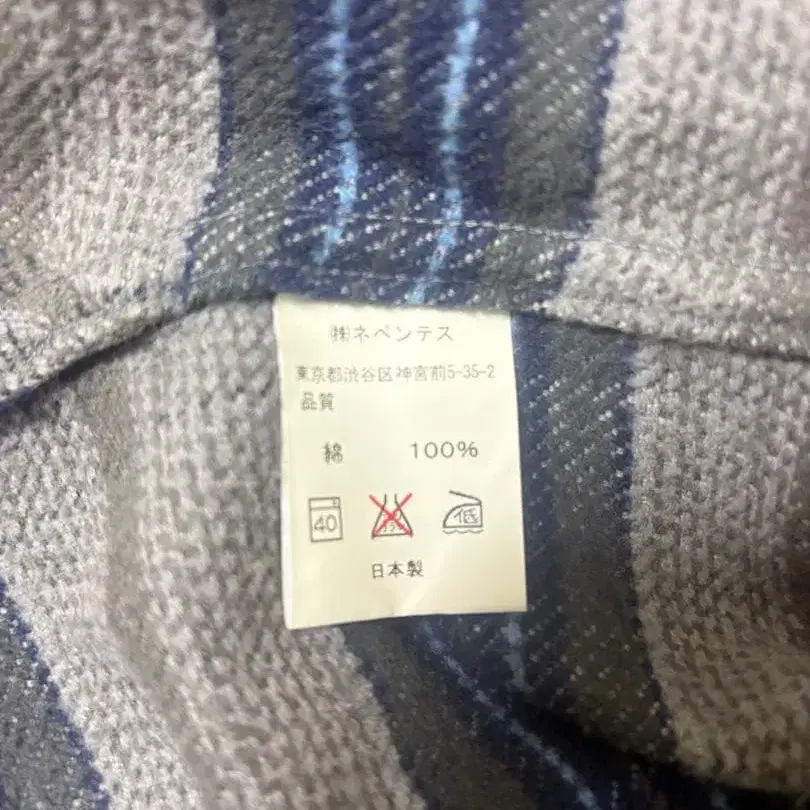 ㈱ネペンテス
東京都渋谷区神宮前5-35-2
品質
綿 100%
40 低
日本製